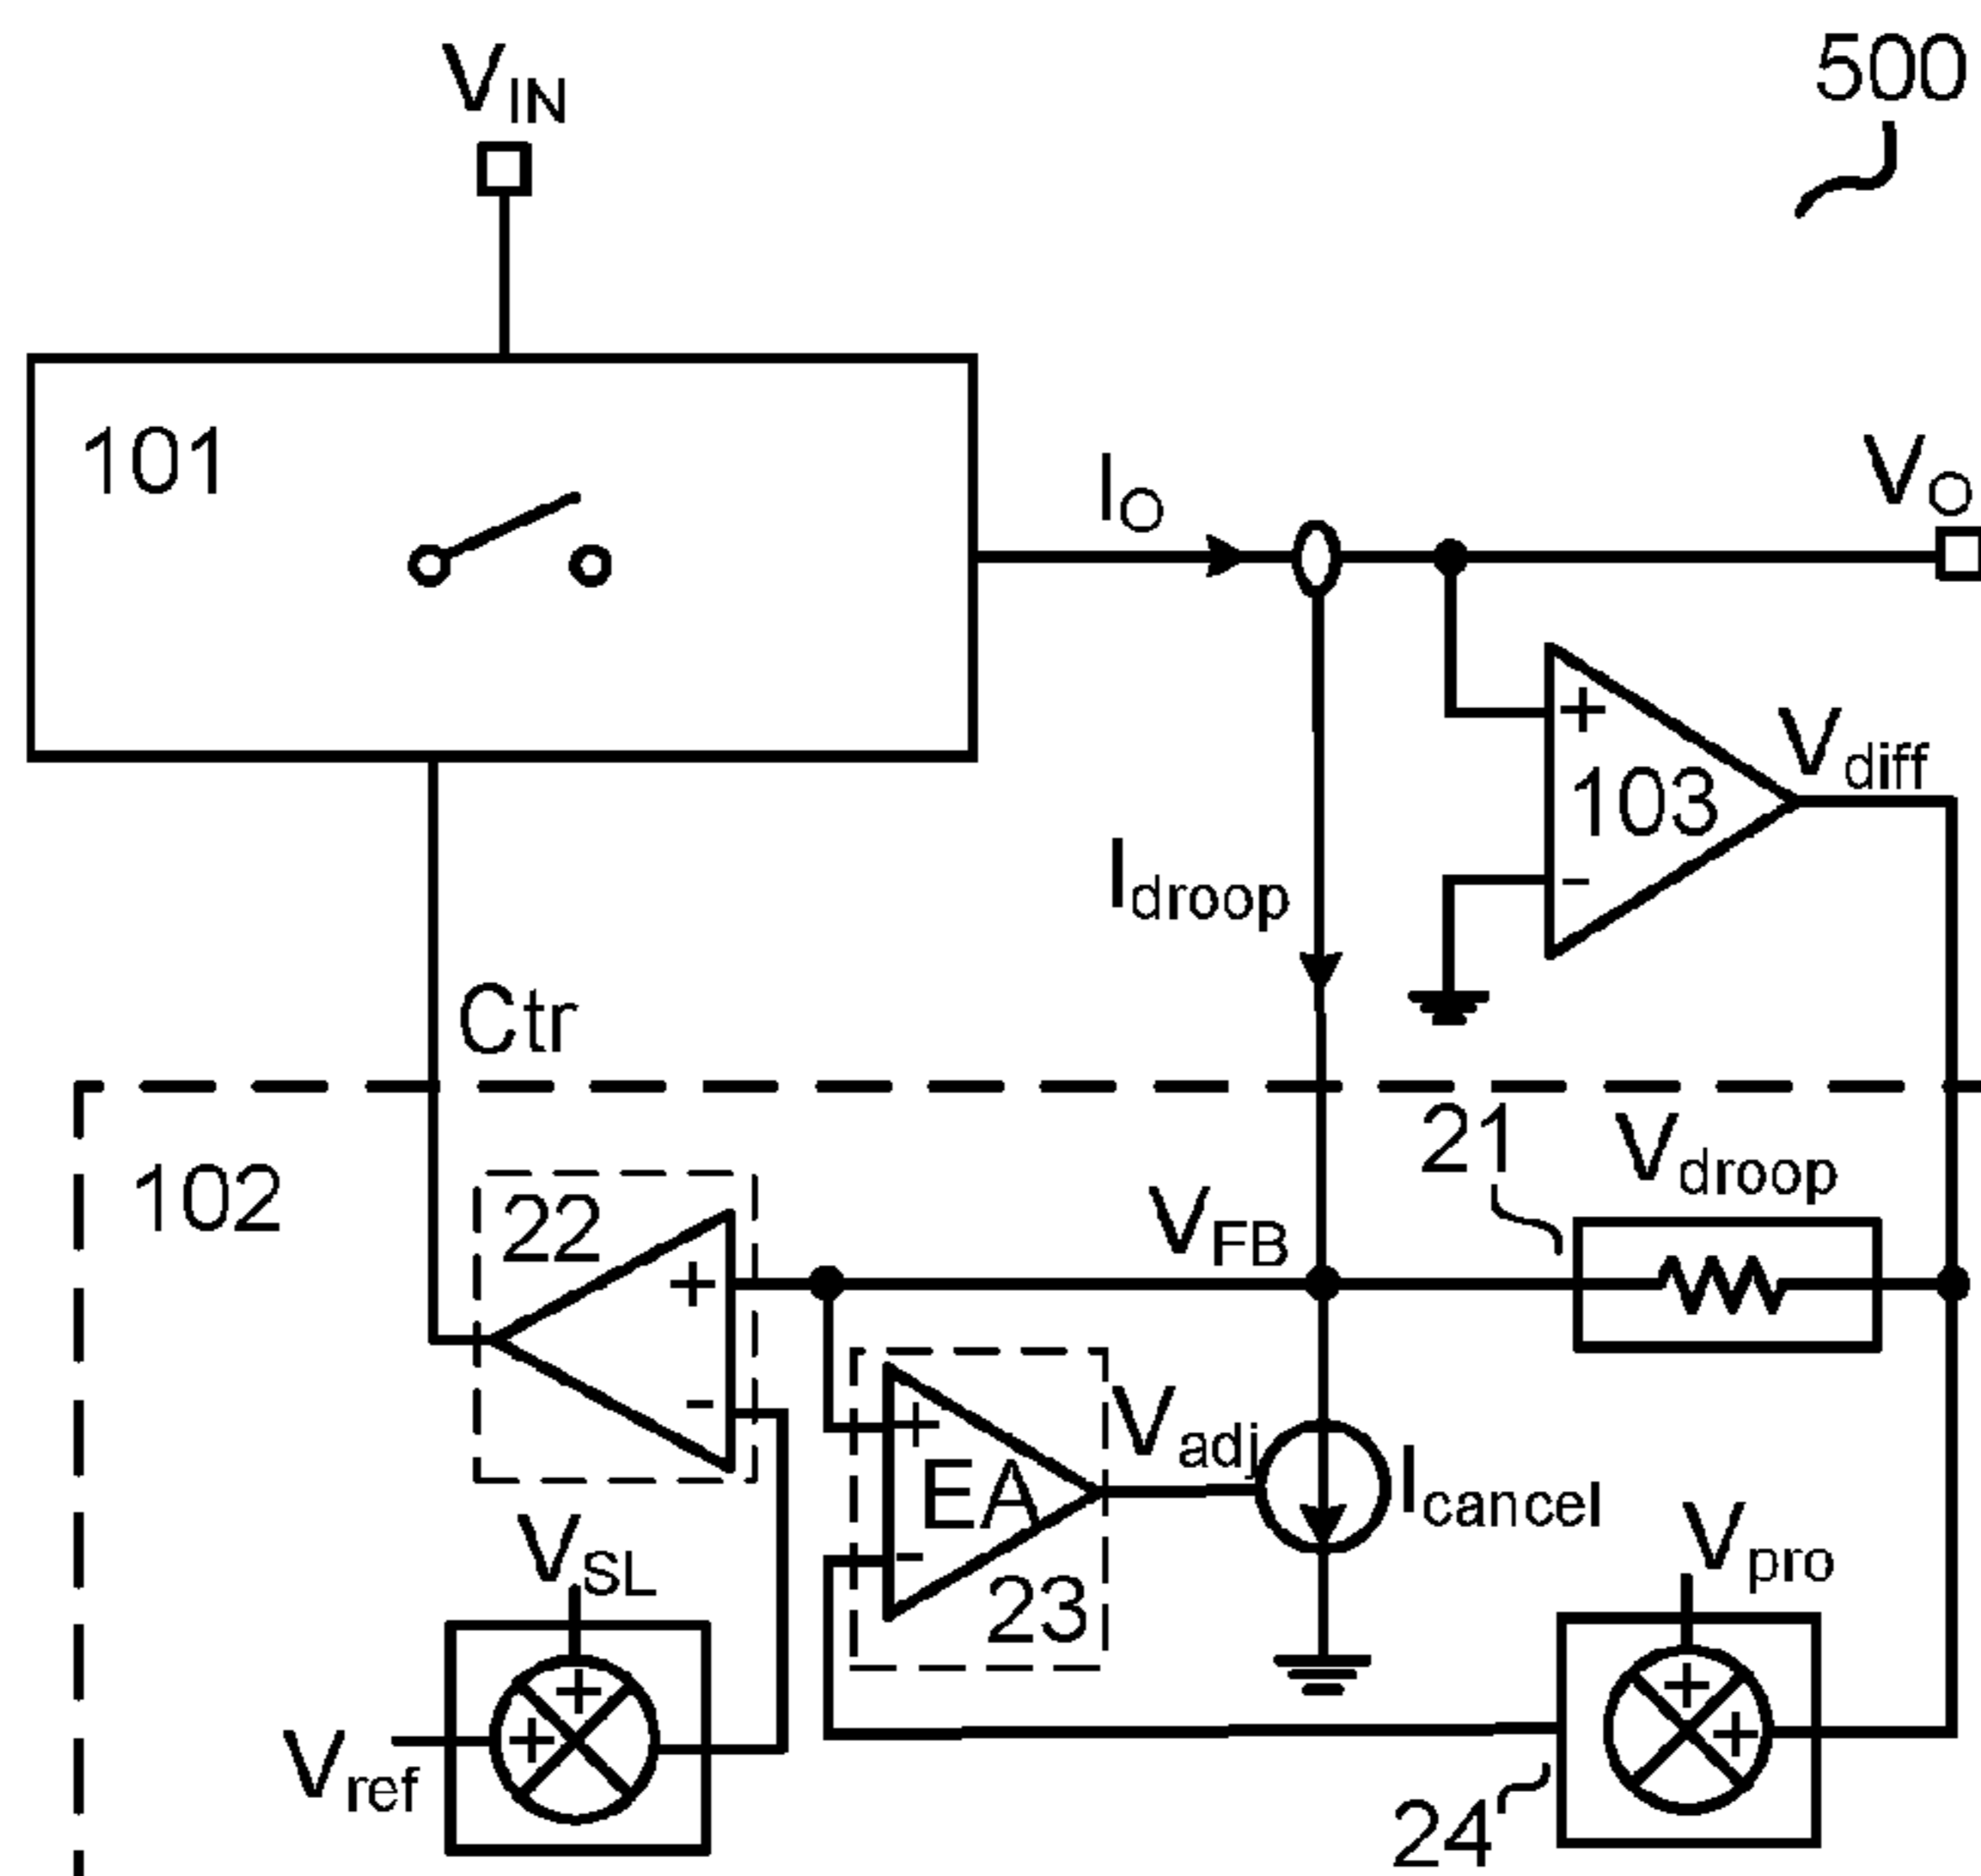 V_IN
500
101
I_O
V_O
+
103
V_diff
-
I_droop
Ctr
21
V_droop
102
22
V_FB
+
-
+
V_adj
EA
I_cancel
-
23
V_SL
V_pro
+
+
+
+
V_ref
24